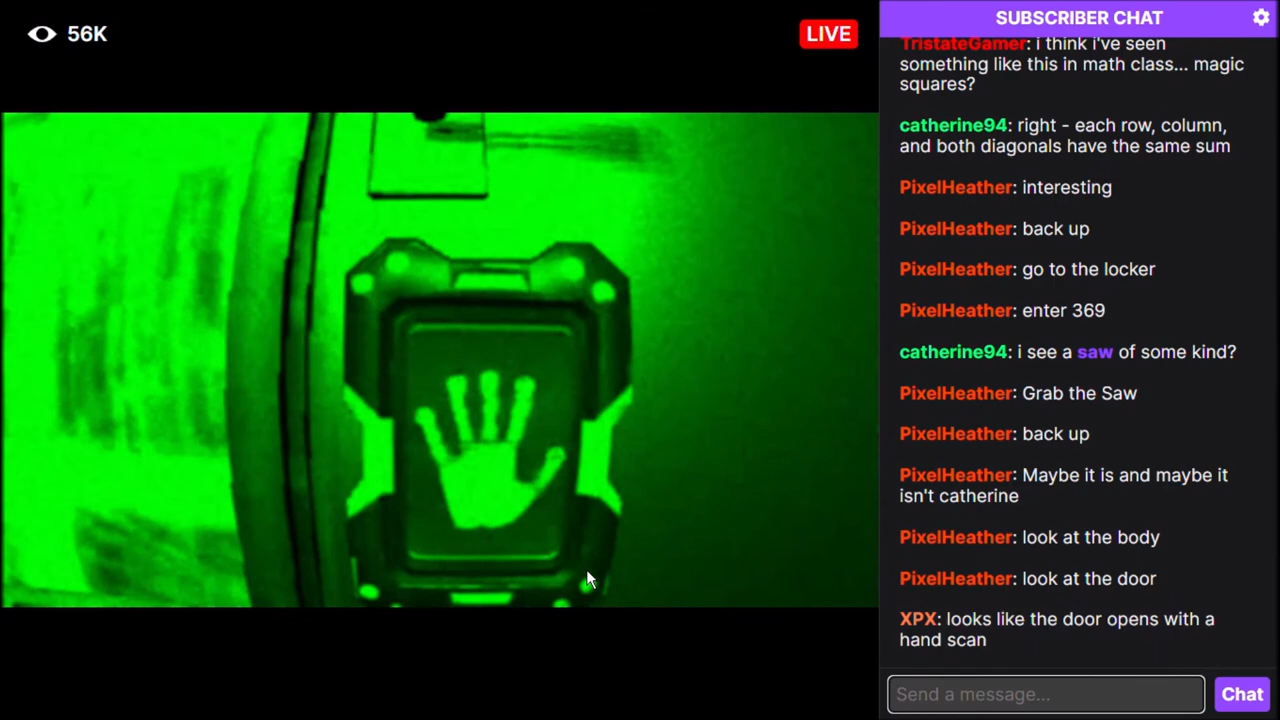 56K
LIVE
SUBSCRIBER CHAT
TristateGamer: i think i've seen
something like this in math class... magic
squares?
catherine94: right - each row, column,
and both diagonals have the same sum
PixelHeather: interesting
PixelHeather: back up
PixelHeather: go to the locker
PixelHeather: enter 369
catherine94: i see a saw of some kind?
PixelHeather: Grab the Saw
PixelHeather: back up
PixelHeather: Maybe it is and maybe it
isn't catherine
PixelHeather: look at the body
PixelHeather: look at the door
XPX: looks like the door opens with a
hand scan
Send a message...
Chat